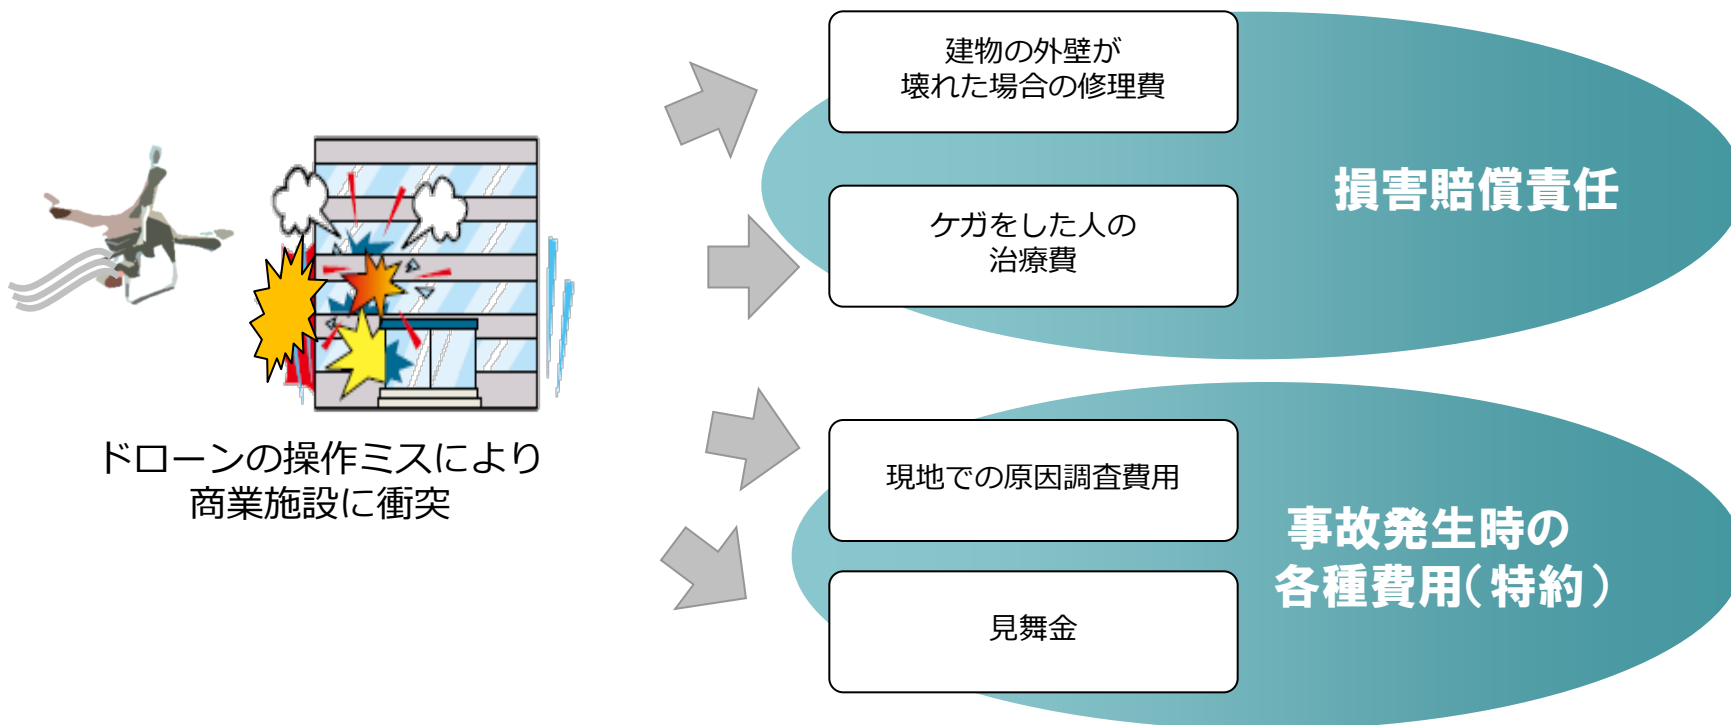 ドローンの操作ミスにより
商業施設に衝突
建物の外壁が
壊れた場合の修理費
ケガをした人の
治療費
損害賠償責任
現地での原因調査費用
見舞金
事故発生時の
各種費用(特約)